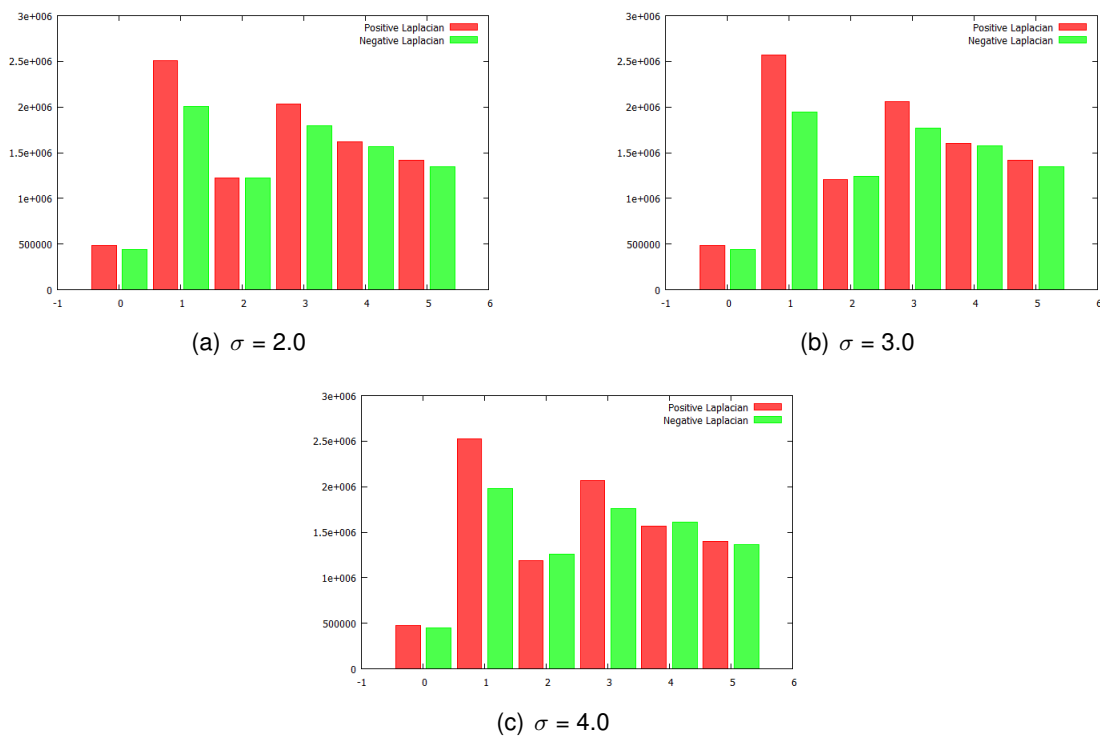 3e+006
2.5e+006
2e+006
1.5e+006
1e+006
500000
0
-1 0 1 2 3 4 5 6
Positive Laplacian
Negative Laplacian
(a) σ = 2.0
3e+006
2.5e+006
2e+006
1.5e+006
1e+006
500000
0
-1 0 1 2 3 4 5 6
Positive Laplacian
Negative Laplacian
(b) σ = 3.0
3e+006
2.5e+006
2e+006
1.5e+006
1e+006
500000
0
-1 0 1 2 3 4 5 6
Positive Laplacian
Negative Laplacian
(c) σ = 4.0